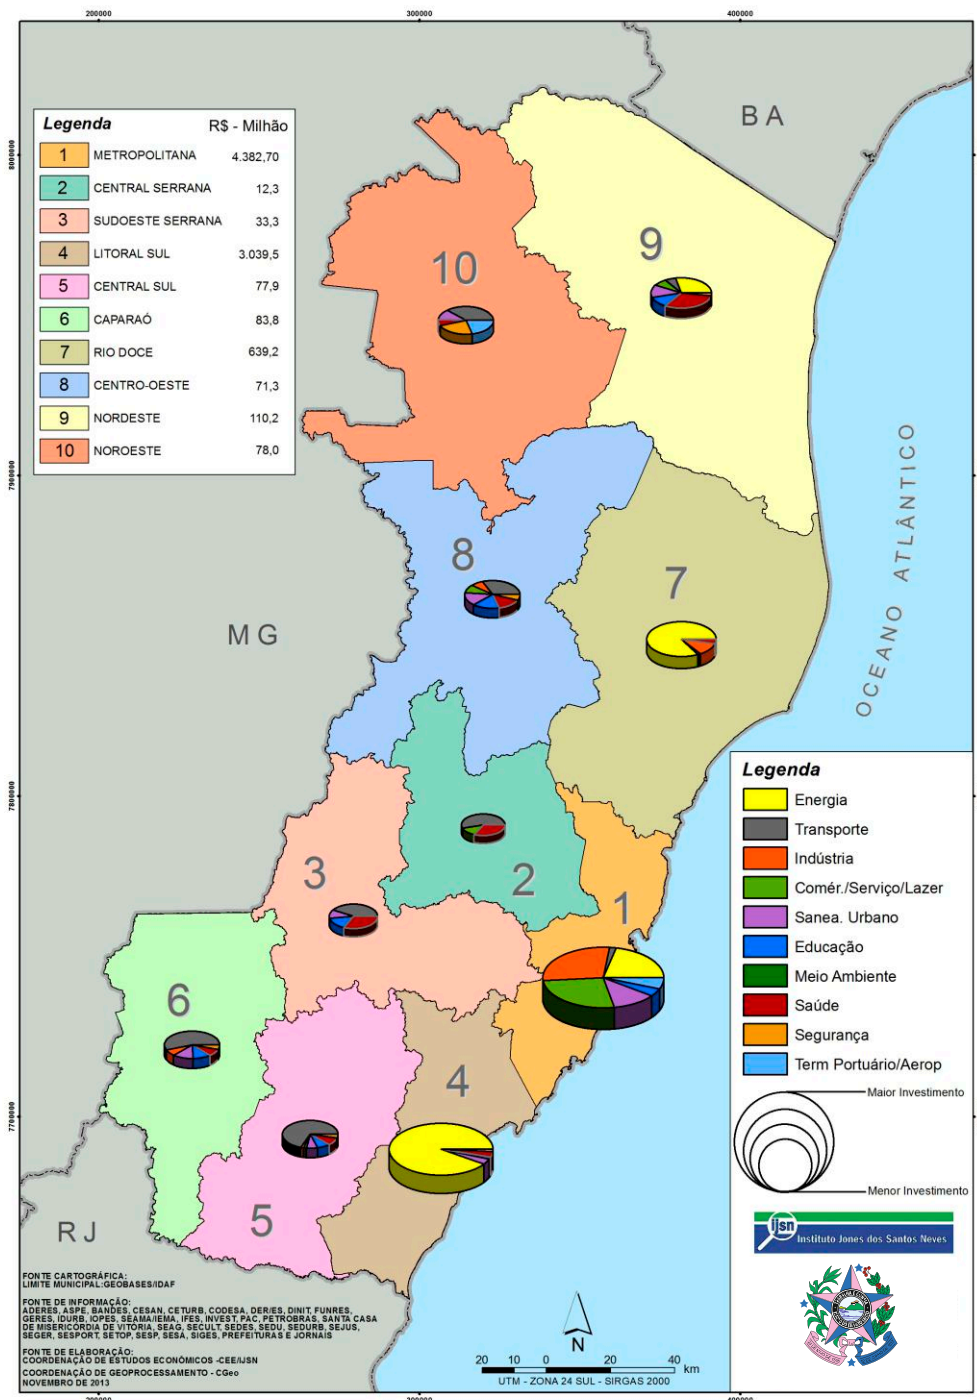 200000
300000
400000
8000000
7900000
7800000
7700000
200000
300000
400000
Legenda R$ - Milhão
1 METROPOLITANA 4.382,70
2 CENTRAL SERRANA 12,3
3 SUDOESTE SERRANA 33,3
4 LITORAL SUL 3.039,5
5 CENTRAL SUL 77,9
6 CAPARAÓ 83,8
7 RIO DOCE 639,2
8 CENTRO-OESTE 71,3
9 NORDESTE 110,2
10 NOROESTE 78,0
BA
MG
RJ
OCEANO ATLÂNTICO
10
9
8
7
3
2
1
6
4
5
Legenda
Energia
Transporte
Indústria
Comér./Serviço/Lazer
Sanea. Urbano
Educação
Meio Ambiente
Saúde
Segurança
Term Portuário/Aerop
Maior Investimento
Menor Investimento
ijsn
Instituto Jones dos Santos Neves
FONTE CARTOGRÁFICA:
LIMITE MUNICIPAL:GEOBASES/IDAF
FONTE DE INFORMAÇÃO:
ADERES, ASPE, BANDES, CESAN, CETURB, CODESA, DER/ES, DINIT, FUNRES,
GERES, IDURB, IOPES, SEAMA/IEMA, IFES, INVEST, PAC, PETROBRAS, SANTA CASA
DE MISERICÓRDIA DE VITÓRIA, SEAG, SECULT, SEDES, SEDU, SEDURB, SEJUS,
SEGER, SESPORT, SETOP, SESP, SESA, SIGES, PREFEITURAS E JORNAIS
FONTE DE ELABORAÇÃO:
COORDENAÇÃO DE ESTUDOS ECONÔMICOS -CEE/IJSN
COORDENAÇÃO DE GEOPROCESSAMENTO - CGeo
NOVEMBRO DE 2013
N
20 10 0 20 40 km
UTM - ZONA 24 SUL - SIRGAS 2000